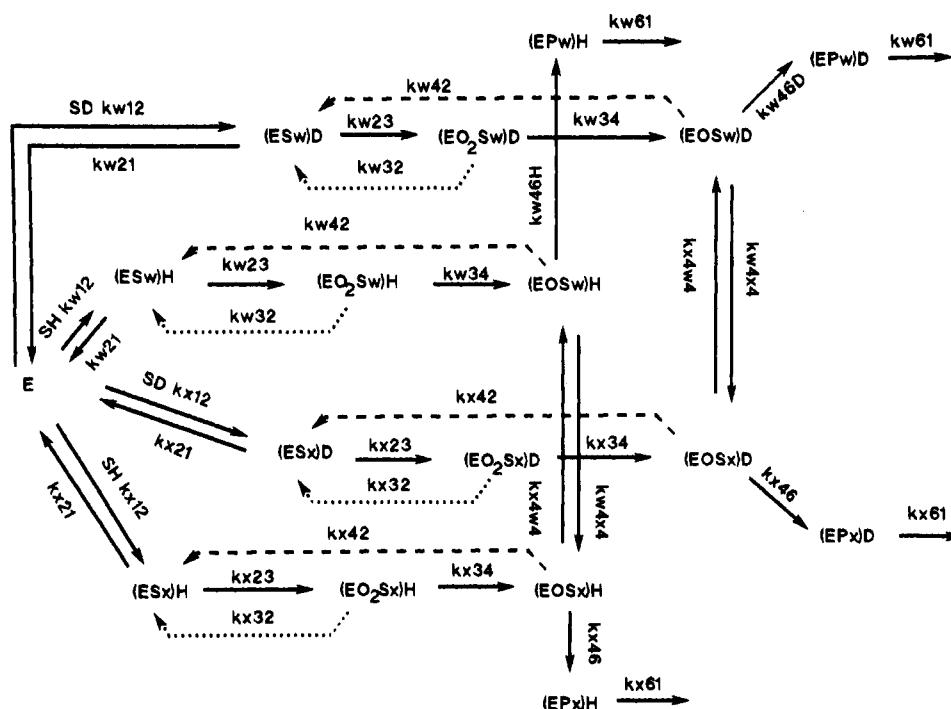 (EPw)H kw61
(EPw)D kw61
kw46D
kw42
SD kw12
(ESw)D kw23 (EO2Sw)D kw34 (EOSw)D
kw21
kw32
kw46H
kw42
(ESw)H kw23 (EO2Sw)H kw34 (EOSw)H
SH kw12
kw32
kw21
kx4w4 kw4x4
E
SD kx12
kx42
kx21
(ESx)D kx23 (EO2Sx)D kx34 (EOSx)D
kx32
kx46
SH kx12
kx21
kx4w4 kw4x4
kx42
(EPx)D kx61
(ESx)H kx23 (EO2Sx)H kx34 (EOSx)H
kx32
kx46
(EPx)H kx61